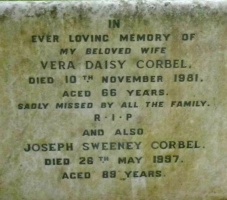 IN
EVER LOVING MEMORY OF
MY BELOVED WIFE
VERA DAISY CORBEL,
DIED 10TH NOVEMBER 1981,
AGED 66 YEARS.
SADLY MISSED BY ALL THE FAMILY.
R·I·P
AND ALSO
JOSEPH SWEENEY CORBEL.
DIED 26TH MAY 1997.
AGED 89 YEARS.